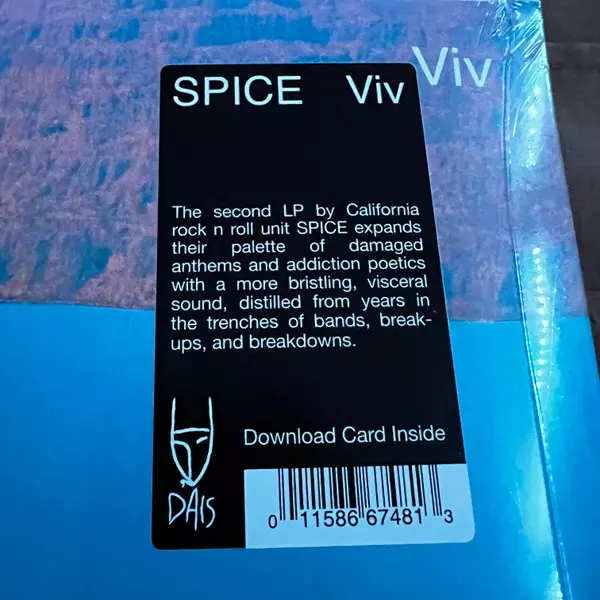 Viv
SPICE Viv
The second LP by California
rock n roll unit SPICE expands
their palette of damaged
anthems and addiction poetics
with a more bristling, visceral
sound, distilled from years in
the trenches of bands, break-
ups, and breakdowns.
Download Card Inside
DAIS
0 11586 67481 3